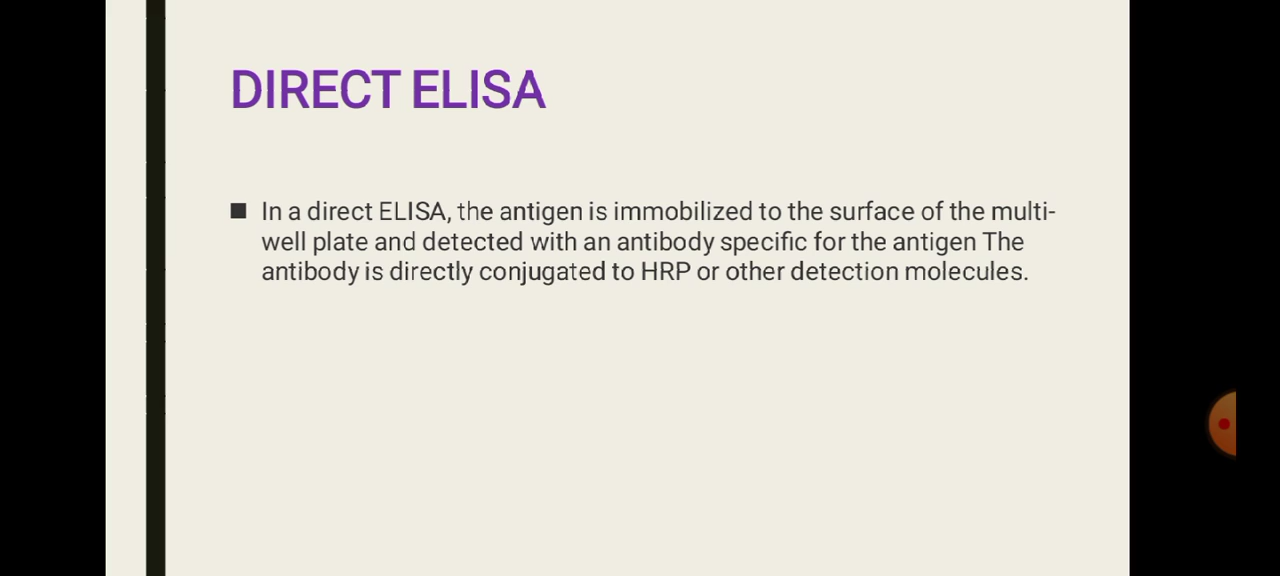 DIRECT ELISA
■ In a direct ELISA, the antigen is immobilized to the surface of the multi-
well plate and detected with an antibody specific for the antigen The
antibody is directly conjugated to HRP or other detection molecules.